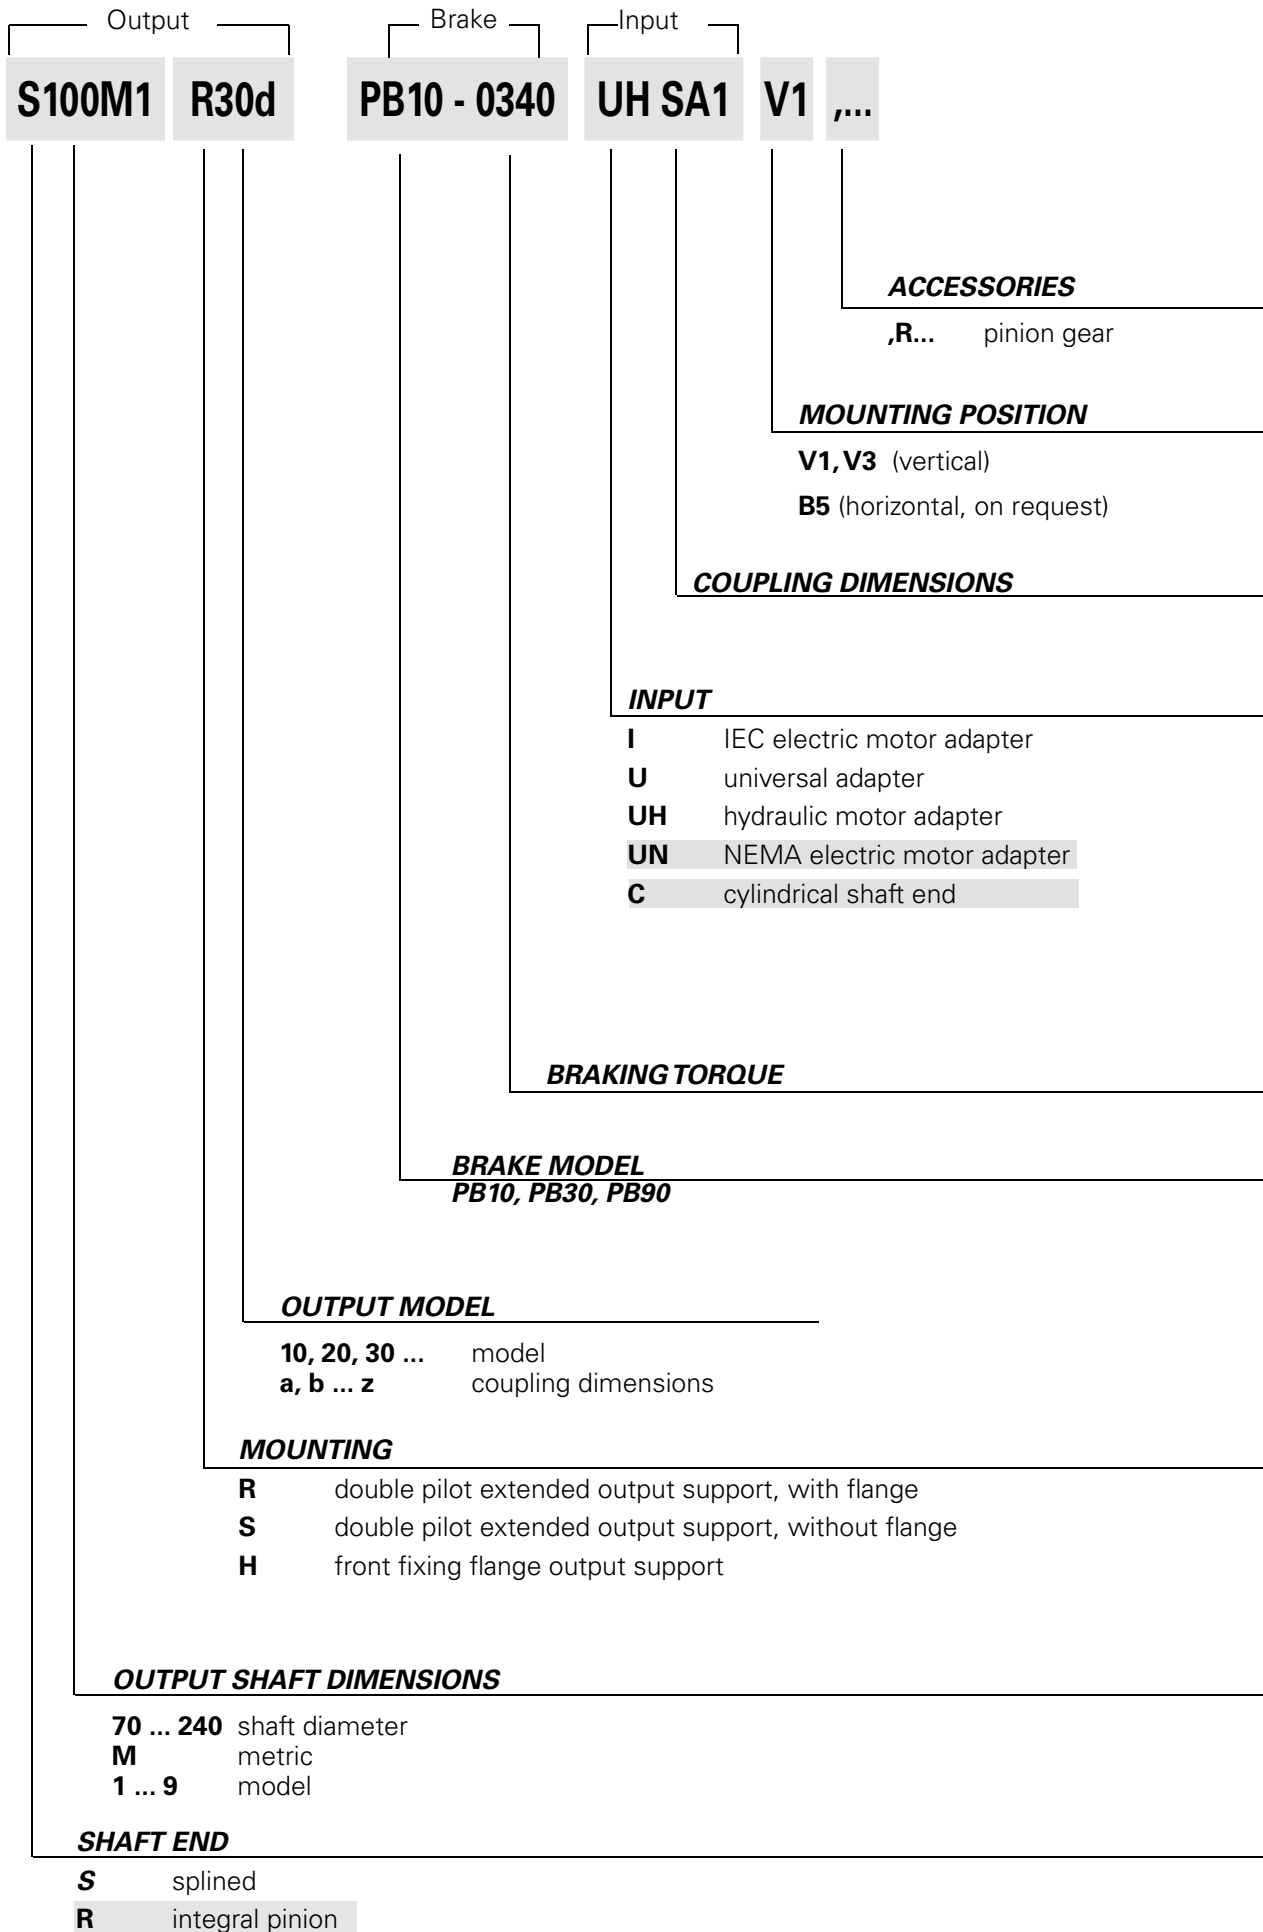 Output Brake Input
S100M1 R30d PB10 - 0340 UH SA1 V1 ,...
ACCESSORIES
,R... pinion gear
MOUNTING POSITION
V1, V3 (vertical)
B5 (horizontal, on request)
COUPLING DIMENSIONS
INPUT
I IEC electric motor adapter
U universal adapter
UH hydraulic motor adapter
UN NEMA electric motor adapter
C cylindrical shaft end
BRAKING TORQUE
BRAKE MODEL
PB10, PB30, PB90
OUTPUT MODEL
10, 20, 30 ... model
a, b ... z coupling dimensions
MOUNTING
R double pilot extended output support, with flange
S double pilot extended output support, without flange
H front fixing flange output support
OUTPUT SHAFT DIMENSIONS
70 ... 240 shaft diameter
M metric
1 ... 9 model
SHAFT END
S splined
R integral pinion